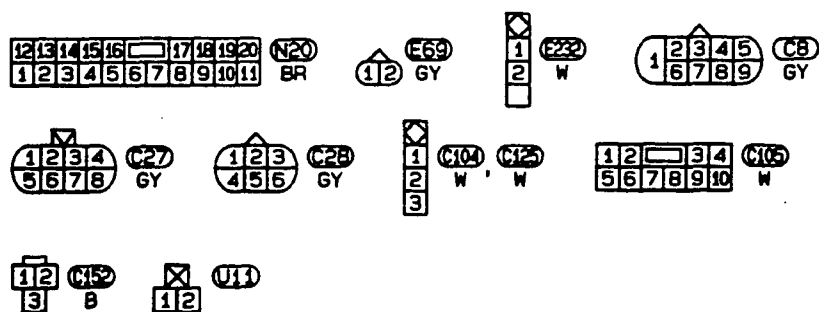 12 13 14 15 16 17 18 19 20 N20
1 2 3 4 5 6 7 8 9 10 11 BR
1 2 E69
GY
1 E232
2 W
2 3 4 5 C8
1 6 7 8 9 GY
1 2 3 4 C27
5 6 7 8 GY
1 2 3 C28
4 5 6 GY
1 C104 , C125
2 W W
3
1 2 3 4 C105
5 6 7 8 9 10 W
1 2 C152
3 B
1 2 U11